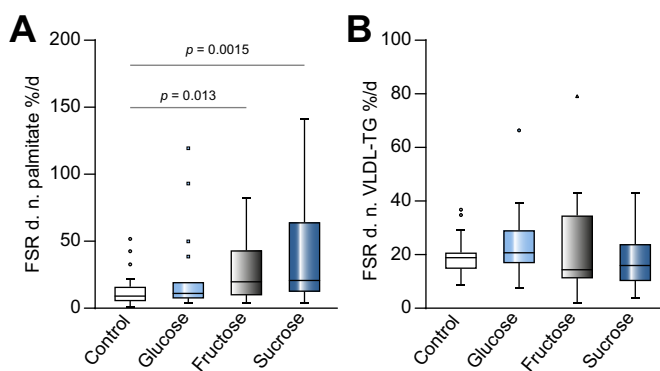 A
FSR d. n. palmitate %/d
200
150
100
50
0
p = 0.0015
p = 0.013
Control
Glucose
Fructose
Sucrose
B
FSR d. n. VLDL-TG %/d
100
80
60
40
20
0
Control
Glucose
Fructose
Sucrose